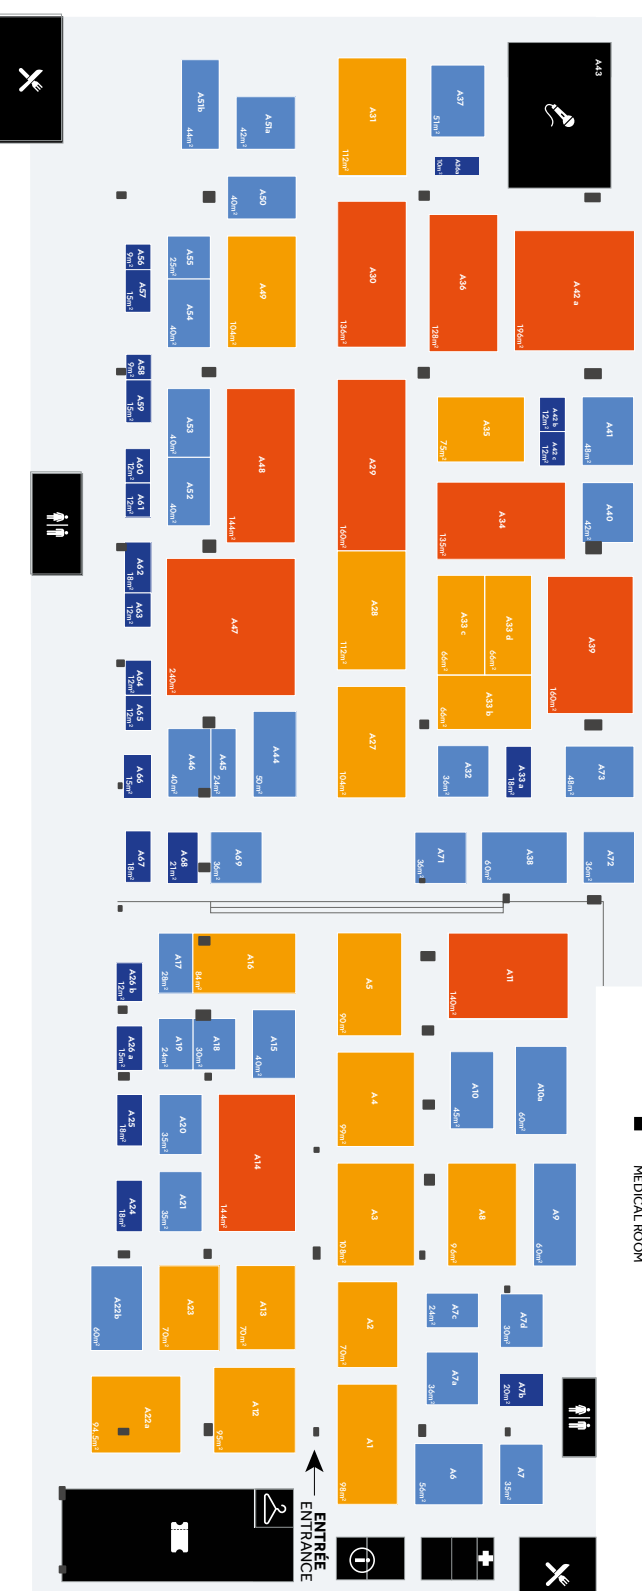 A43
A51b
44m²
A51a
42m²
A31
112m²
A37
51m²
A36a
10m²
A50
40m²
A56
9m²
A57
15m²
A55
25m²
A54
40m²
A49
104m²
A30
136m²
A36
128m²
A42 a
196m²
A58
9m²
A59
15m²
A53
40m²
A52
40m²
A48
144m²
A29
160m²
A35
75m²
A42 b
12m²
A42 c
12m²
A41
48m²
A60
12m²
A61
12m²
A34
135m²
A40
42m²
A62
18m²
A63
12m²
A47
240m²
A28
112m²
A33 c
66m²
A33 d
66m²
A33 b
66m²
A39
160m²
A64
12m²
A65
12m²
A66
15m²
A46
40m²
A45
24m²
A44
50m²
A27
104m²
A32
36m²
A33 a
18m²
A73
48m²
A67
18m²
A68
21m²
A69
36m²
A71
36m²
A38
60m²
A72
36m²
A26 b
12m²
A17
28m²
A16
84m²
A5
90m²
A11
140m²
A26 a
15m²
A19
24m²
A18
30m²
A15
40m²
A4
99m²
A10
45m²
A10a
60m²
A25
18m²
A20
35m²
A14
144m²
A24
18m²
A21
35m²
A3
108m²
A8
96m²
A9
60m²
MEDICAL ROOM
A22b
60m²
A23
70m²
A13
70m²
A2
70m²
A7c
24m²
A7d
30m²
A22a
94,5m²
A12
95m²
A1
98m²
A7a
36m²
A7b
20m²
A6
56m²
A7
35m²
ENTRÉE
ENTRANCE